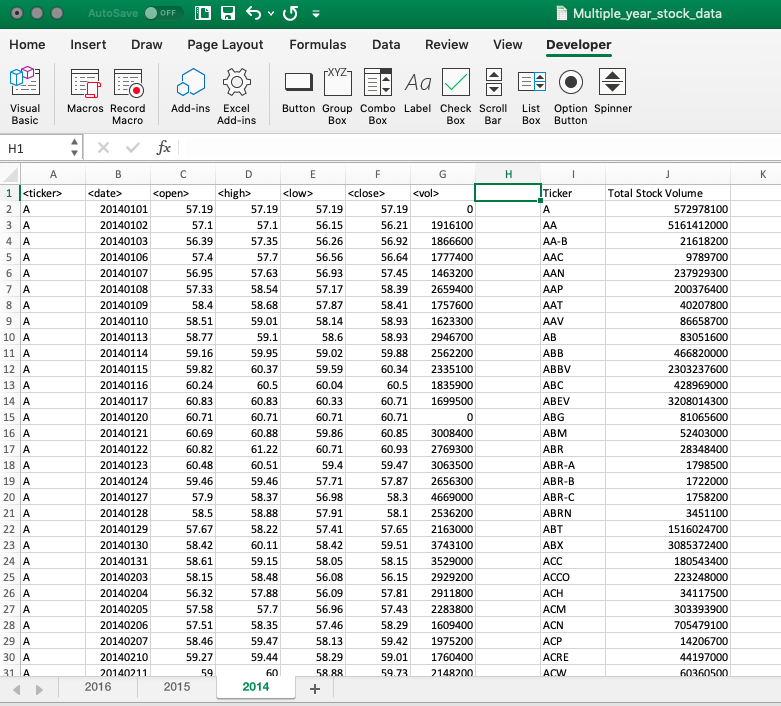 AutoSave OFF Multiple_year_stock_data
Home Insert Draw Page Layout Formulas Data Review View Developer
XYZ Aa
Visual Basic Macros Record Macro Add-ins Excel Add-ins Button Group Box Combo Box Label Check Box Scroll Bar List Box Option Button Spinner
H1 fx
A B C D E F G H I J K
1 <ticker> <date> <open> <high> <low> <close> <vol> Ticker Total Stock Volume
2 A 20140101 57.19 57.19 57.19 57.19 0 A 572978100
3 A 20140102 57.1 57.1 56.15 56.21 1916100 AA 5161412000
4 A 20140103 56.39 57.35 56.26 56.92 1866600 AA-B 21618200
5 A 20140106 57.4 57.7 56.56 56.64 1777400 AAC 9789700
6 A 20140107 56.95 57.63 56.93 57.45 1463200 AAN 237929300
7 A 20140108 57.33 58.54 57.17 58.39 2659400 AAP 200376400
8 A 20140109 58.4 58.68 57.87 58.41 1757600 AAT 40207800
9 A 20140110 58.51 59.01 58.14 58.93 1623300 AAV 86658700
10 A 20140113 58.77 59.1 58.6 58.93 2946700 AB 83051600
11 A 20140114 59.16 59.95 59.02 59.88 2562200 ABB 466820000
12 A 20140115 59.82 60.37 59.59 60.34 2335100 ABBV 2303237600
13 A 20140116 60.24 60.5 60.04 60.5 1835900 ABC 428969000
14 A 20140117 60.83 60.83 60.33 60.71 1699500 ABEV 3208014300
15 A 20140120 60.71 60.71 60.71 60.71 0 ABG 81065600
16 A 20140121 60.69 60.88 59.86 60.85 3008400 ABM 52403000
17 A 20140122 60.82 61.22 60.71 60.93 2769300 ABR 28348400
18 A 20140123 60.48 60.51 59.4 59.47 3063500 ABR-A 1798500
19 A 20140124 59.46 59.46 57.71 57.87 2656300 ABR-B 1722000
20 A 20140127 57.9 58.37 56.98 58.3 4669000 ABR-C 1758200
21 A 20140128 58.5 58.88 57.91 58.1 2536200 ABRN 3451100
22 A 20140129 57.67 58.22 57.41 57.65 2163000 ABT 1516024700
23 A 20140130 58.42 60.11 58.42 59.51 3743100 ABX 3085372400
24 A 20140131 58.61 59.15 58.05 58.15 3529000 ACC 180543400
25 A 20140203 58.15 58.48 56.08 56.15 2929200 ACCO 223248000
26 A 20140204 56.32 57.88 56.09 57.81 2911800 ACH 34117500
27 A 20140205 57.58 57.7 56.96 57.43 2283800 ACM 303393900
28 A 20140206 57.51 58.35 57.46 58.29 1609400 ACN 705479100
29 A 20140207 58.46 59.47 58.13 59.42 1975200 ACP 14206700
30 A 20140210 59.27 59.44 58.29 59.01 1760400 ACRE 44197000
31 A 20140211 59 60 58.88 59.73 2148200 ACW 60360500
2016 2015 2014